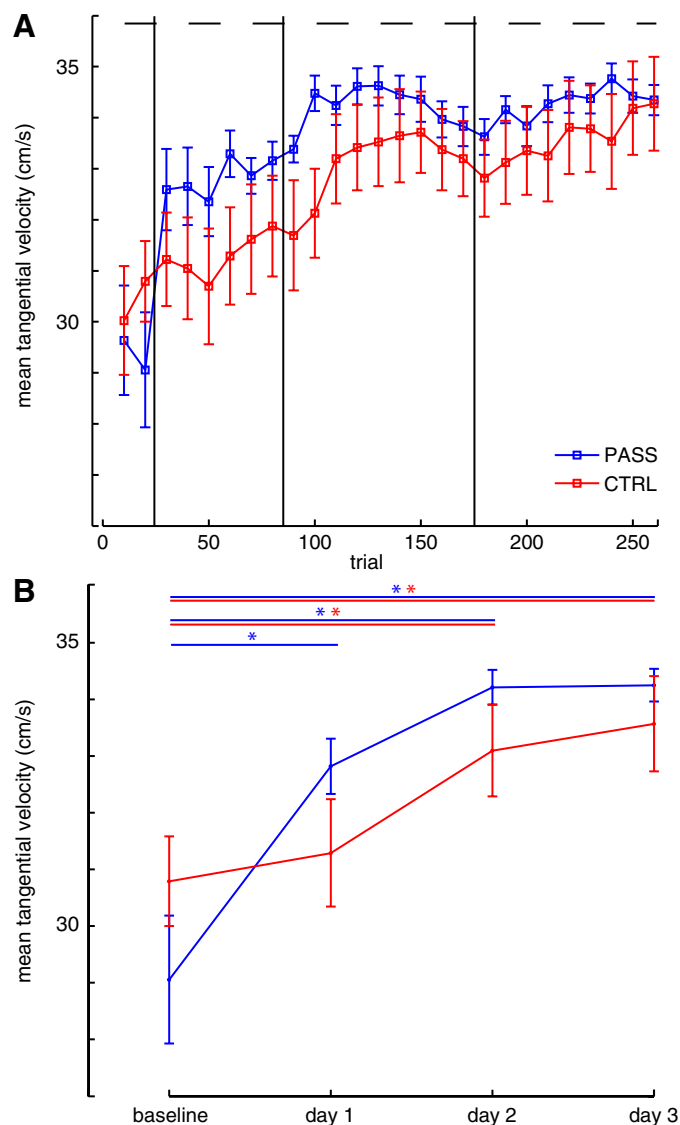 A
mean tangential velocity (cm/s)
35
30
PASS
CTRL
0 50 100 150 200 250
trial
B
mean tangential velocity (cm/s)
* *
* *
*
35
30
baseline day 1 day 2 day 3